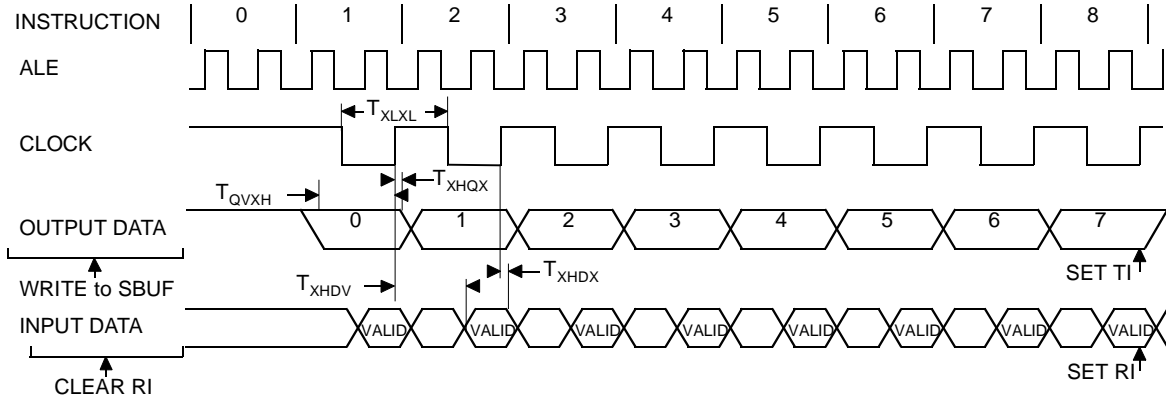 INSTRUCTION 0 1 2 3 4 5 6 7 8
ALE
TXLXL
CLOCK
TQVXH TXHQX
OUTPUT DATA 0 1 2 3 4 5 6 7
WRITE to SBUF TXHDV TXHDX SET TI
INPUT DATA VALID VALID VALID VALID VALID VALID VALID VALID
CLEAR RI SET RI